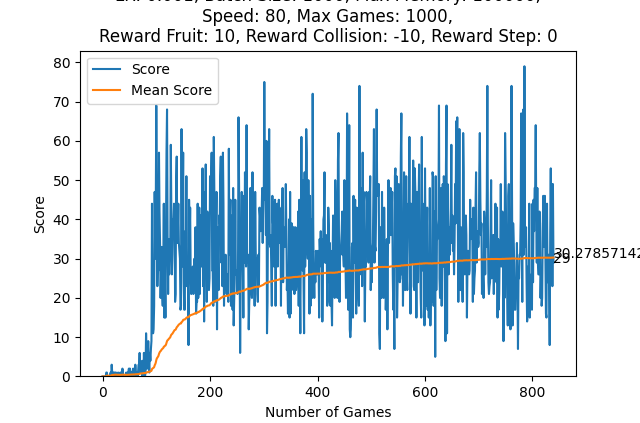 Speed: 80, Max Games: 1000,
Reward Fruit: 10, Reward Collision: -10, Reward Step: 0
Score
Mean Score
80
70
60
50
40
30
20
10
0
Score
30.27857142
29
0
200
400
600
800
Number of Games